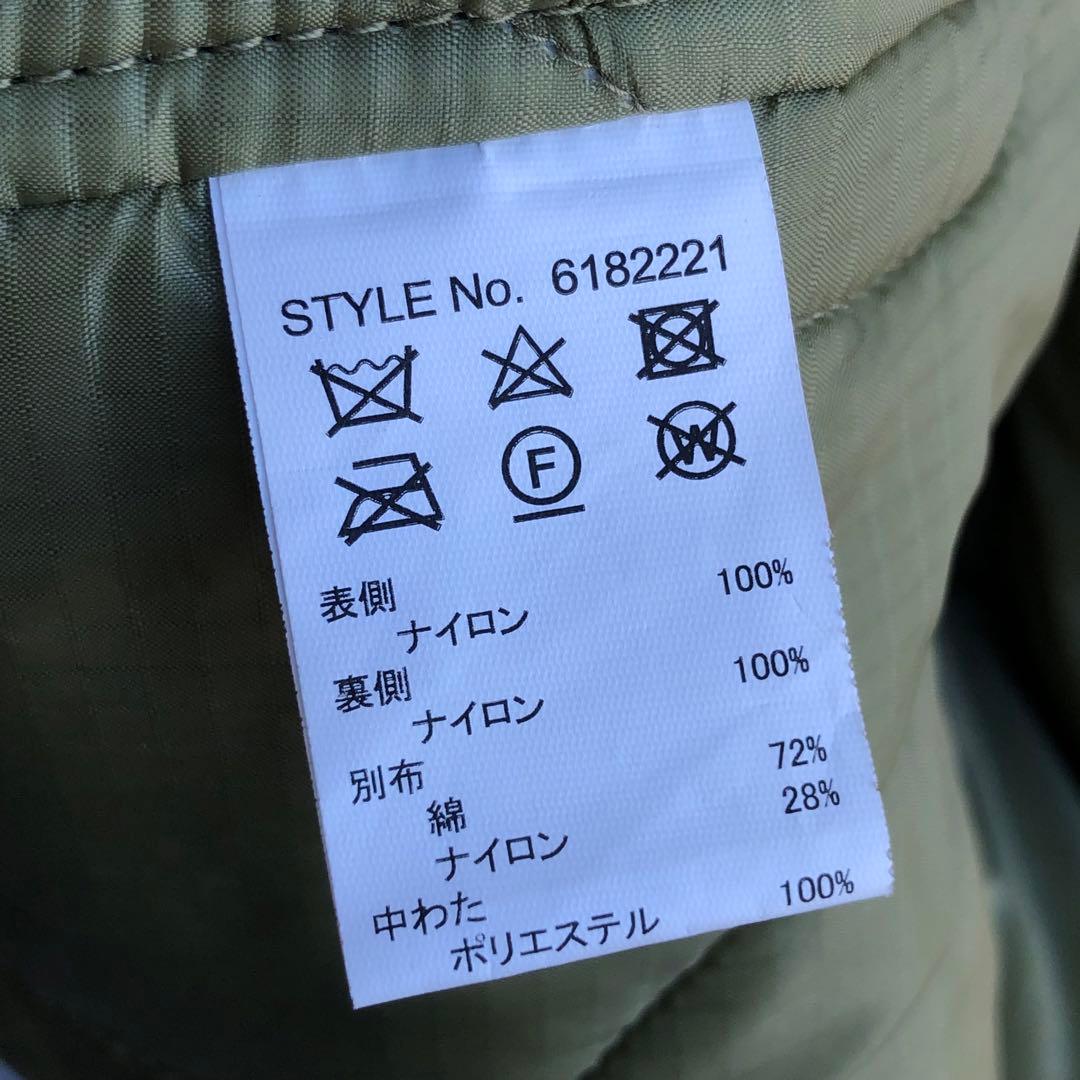 STYLE No. 6182221
F W
表側
ナイロン 100%
裏側
ナイロン 100%
別布
綿 72%
ナイロン 28%
中わた
ポリエステル 100%